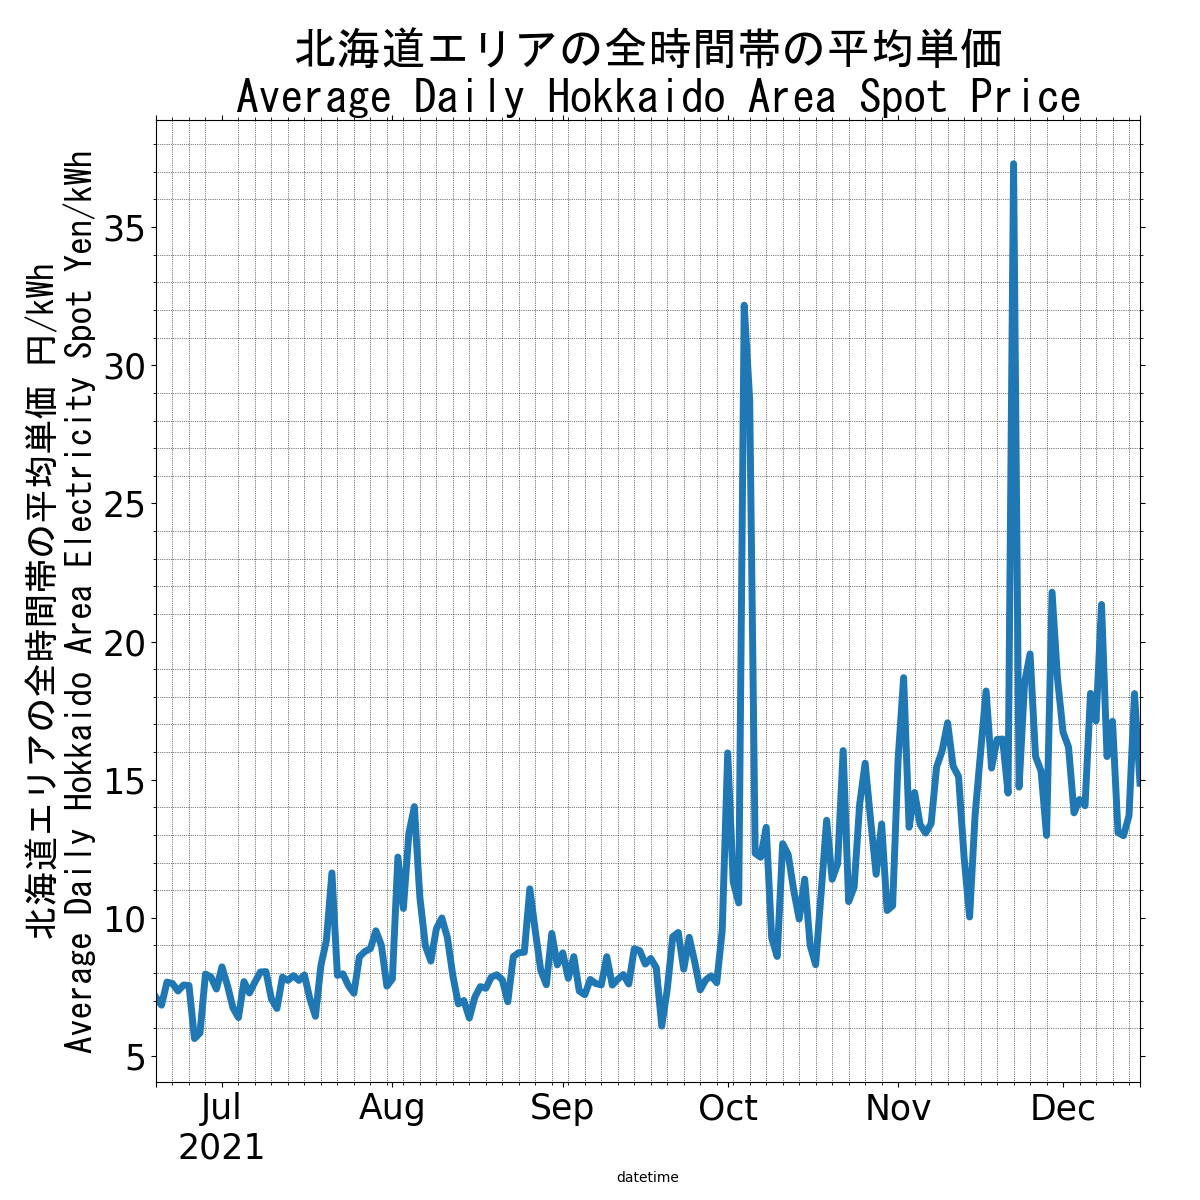 北海道エリアの全時間帯の平均単価
Average Daily Hokkaido Area Spot Price
北海道エリアの全時間帯の平均単価 円/kWh
Average Daily Hokkaido Area Electricity Spot Yen/kWh
35
30
25
20
15
10
5
Jul
2021
Aug
Sep
Oct
Nov
Dec
datetime